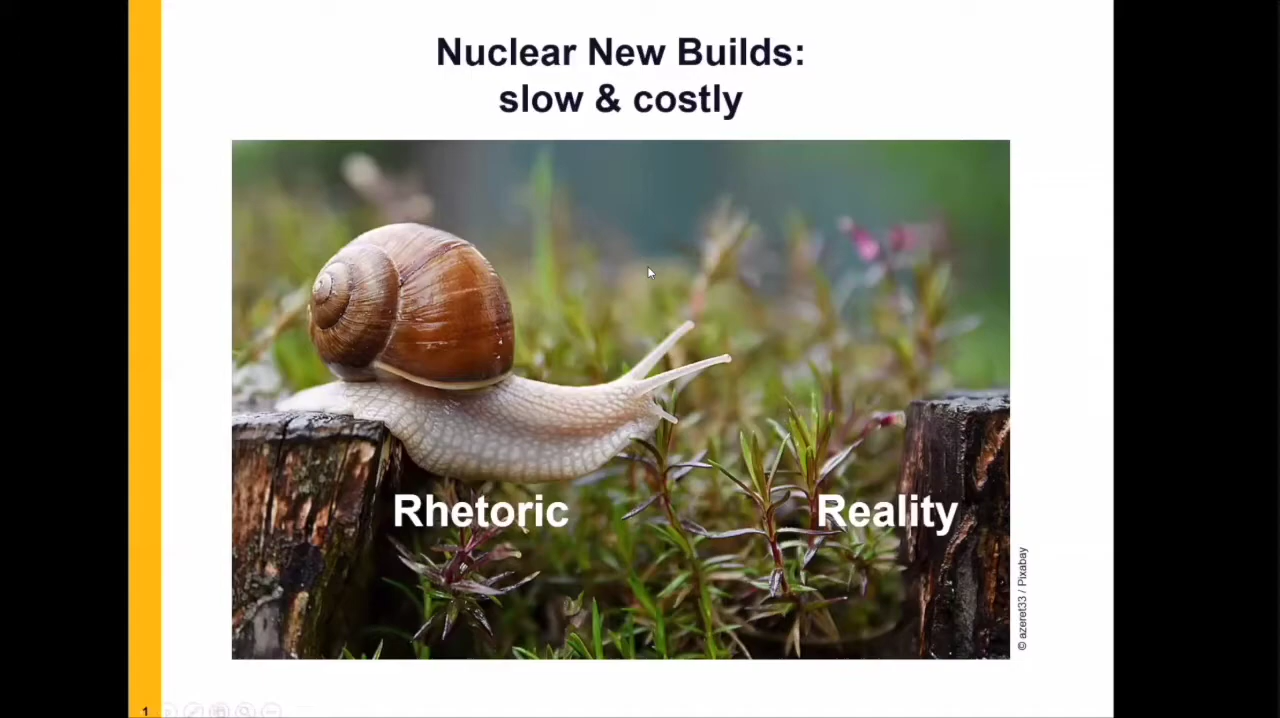 Nuclear New Builds:
slow & costly
Rhetoric
Reality
© azeret33 / Pixabay
1